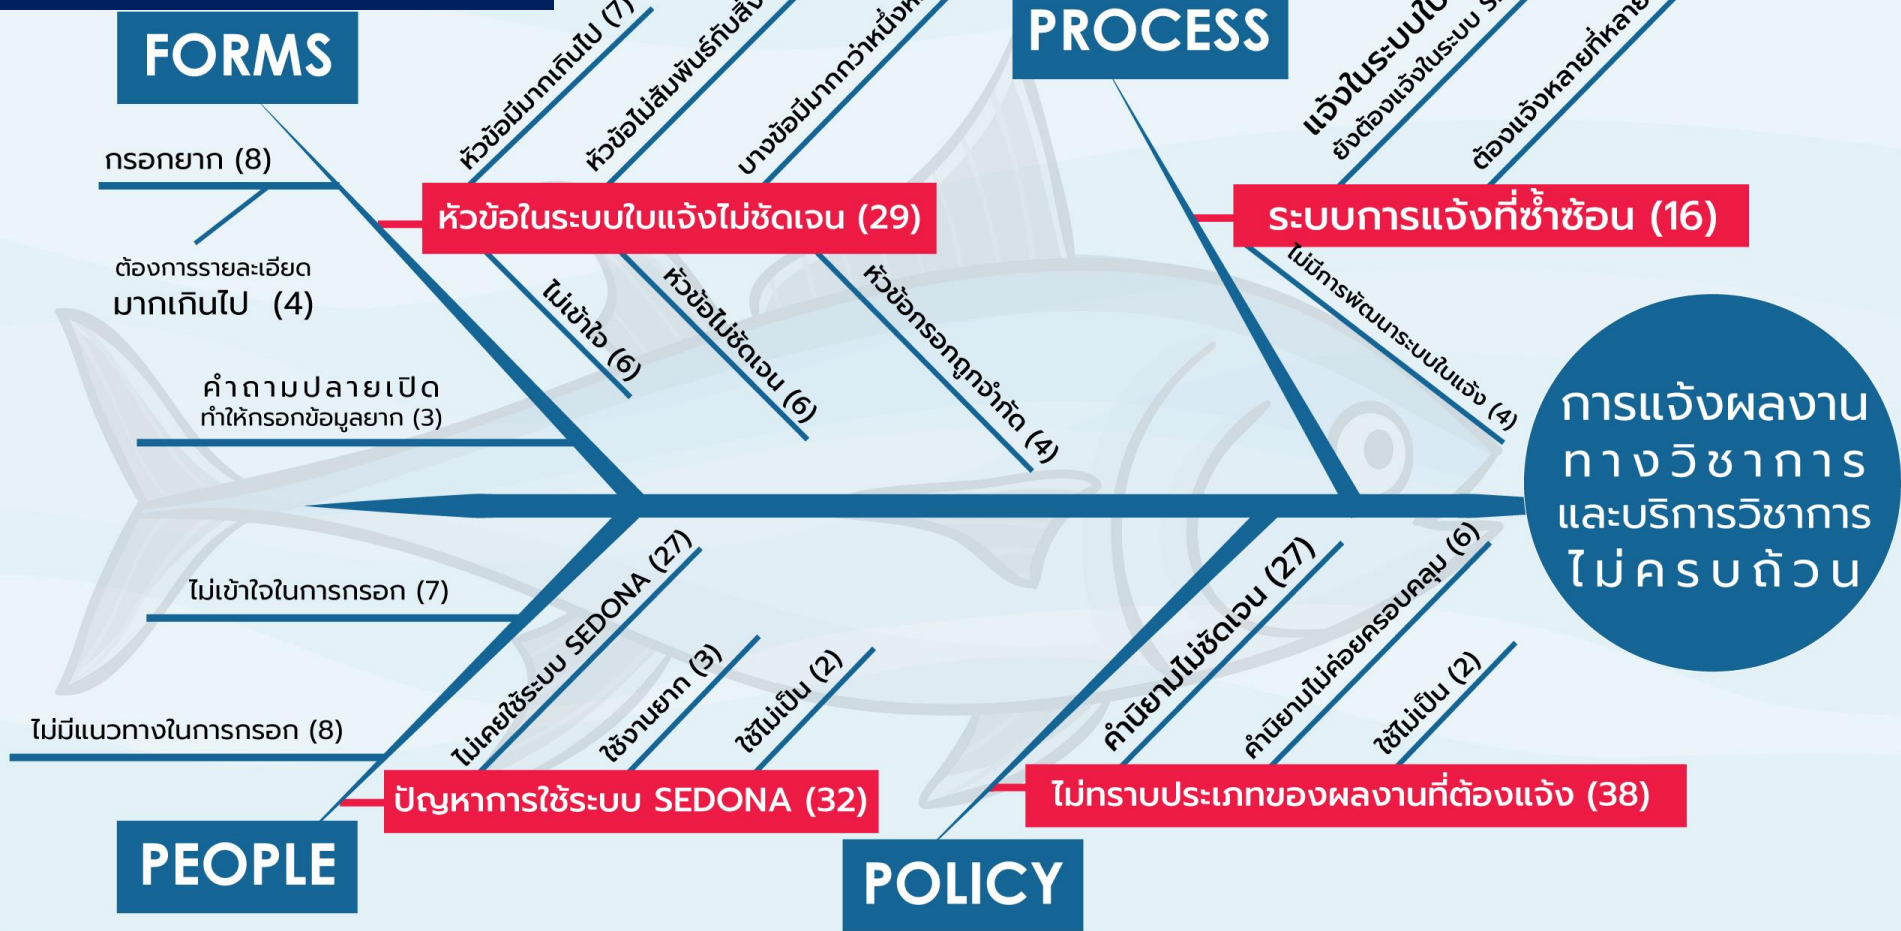 FORMS
กรอกยาก (8)
ต้องการรายละเอียด
มากเกินไป (4)
คำถามปลายเปิด
ทำให้กรอกข้อมูลยาก (3)
หัวข้อมีมากเกินไป (7)
หัวข้อไม่สัมพันธ์กับสิ่ง
บางข้อมีมากกว่าหนึ่ง
หัวข้อในระบบใบแจ้งไม่ชัดเจน (29)
ไม่เข้าใจ (6)
หัวข้อไม่ชัดเจน (6)
หัวข้อกรอกถูกจำกัด (4)
PROCESS
แจ้งในระบบใบ
ยังต้องแจ้งในระบบ
ต้องแจ้งหลายที่หลาย
ระบบการแจ้งที่ซ้ำซ้อน (16)
ไม่มีการพัฒนาระบบใบแจ้ง (4)
การแจ้งผลงาน
ทางวิชาการ
และบริการวิชาการ
ไม่ครบถ้วน
ไม่เข้าใจในการกรอก (7)
ไม่มีแนวทางในการกรอก (8)
ไม่เคยใช้ระบบ SEDONA (27)
ใช้งานยาก (3)
ใช้ไม่เป็น (2)
ปัญหาการใช้ระบบ SEDONA (32)
PEOPLE
คำนิยามไม่ชัดเจน (27)
คำนิยามไม่ค่อยครอบคลุม (6)
ใช้ไม่เป็น (2)
ไม่ทราบประเภทของผลงานที่ต้องแจ้ง (38)
POLICY